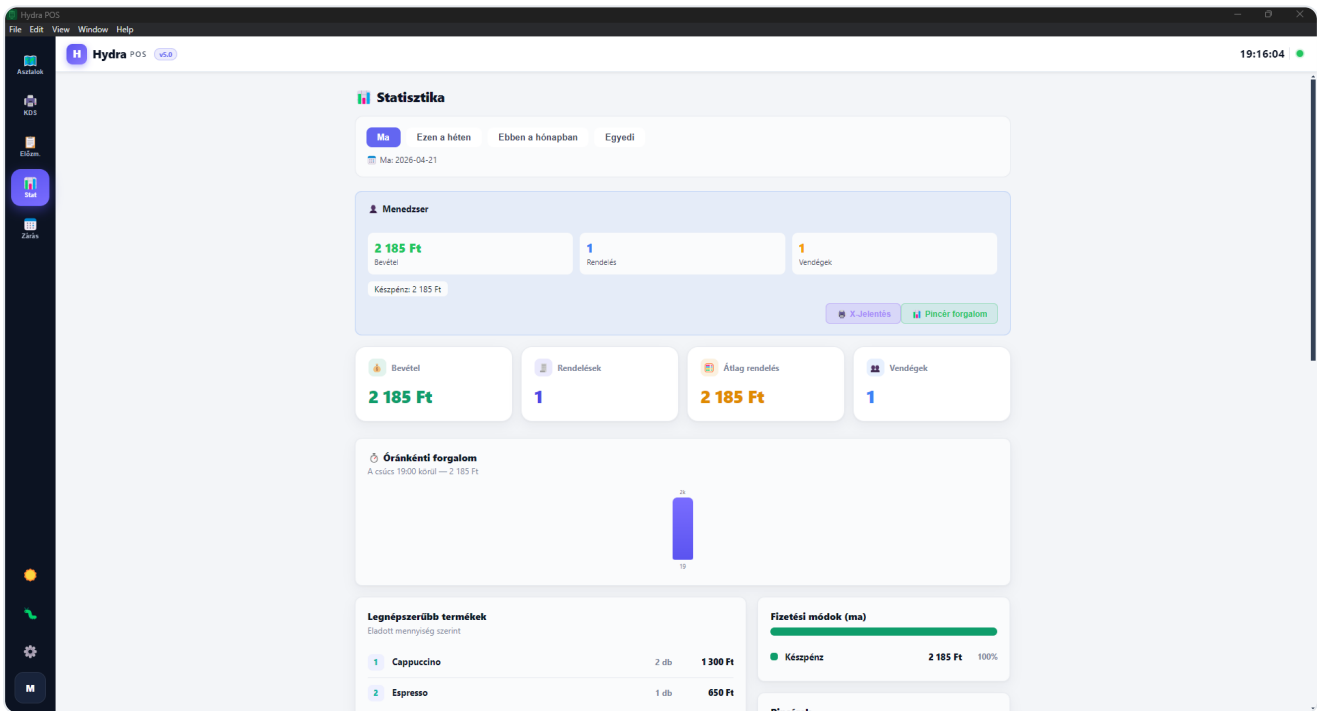 Hydra POS
File Edit View Window Help
H Hydra POS v5.0
19:16:04
Asztalok
KDS
Előzm.
Stat
Zárás
M
Statisztika
Ma Ezen a héten Ebben a hónapban Egyedi
Ma: 2026-04-21
Menedzser
2 185 Ft 1 1
Bevétel Rendelés Vendégek
Készpénz: 2 185 Ft
X-Jelentés Pincér forgalom
Bevétel Rendelések Átlag rendelés Vendégek
2 185 Ft 1 2 185 Ft 1
Óránkénti forgalom
A csúcs 19:00 körül — 2 185 Ft
2k
19
Legnépszerűbb termékek
Eladott mennyiség szerint
1 Cappuccino 2 db 1 300 Ft
2 Espresso 1 db 650 Ft
Fizetési módok (ma)
Készpénz 2 185 Ft 100%